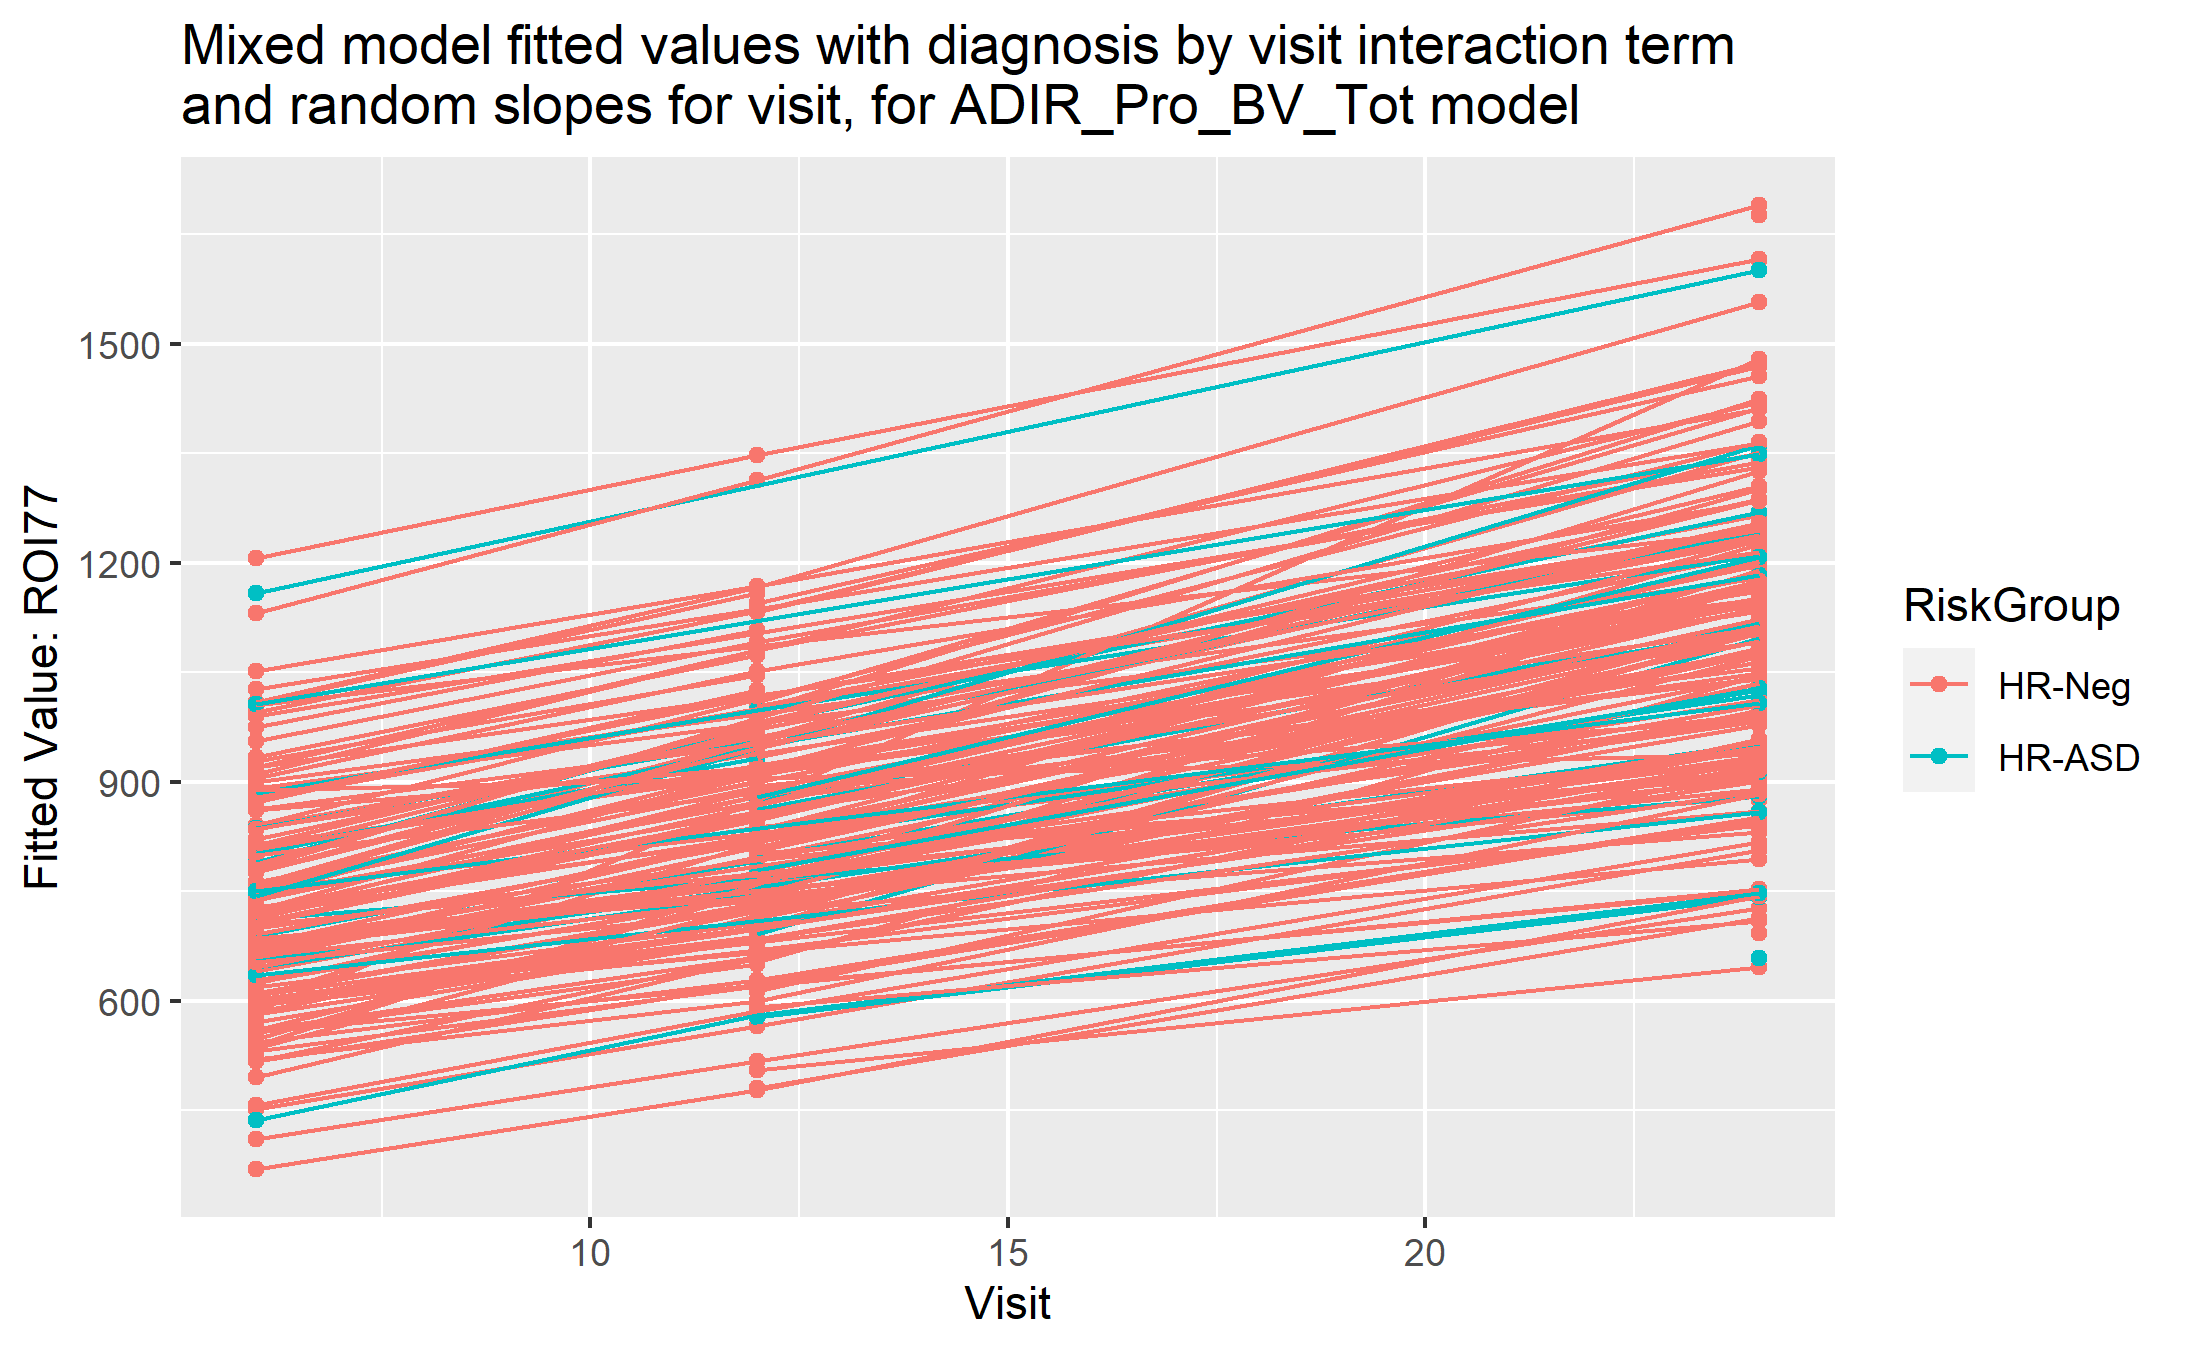 Mixed model fitted values with diagnosis by visit interaction term
and random slopes for visit, for ADIR_Pro_BV_Tot model
Fitted Value: ROI77
1500
1200
900
600
10
15
20
Visit
RiskGroup
HR-Neg
HR-ASD